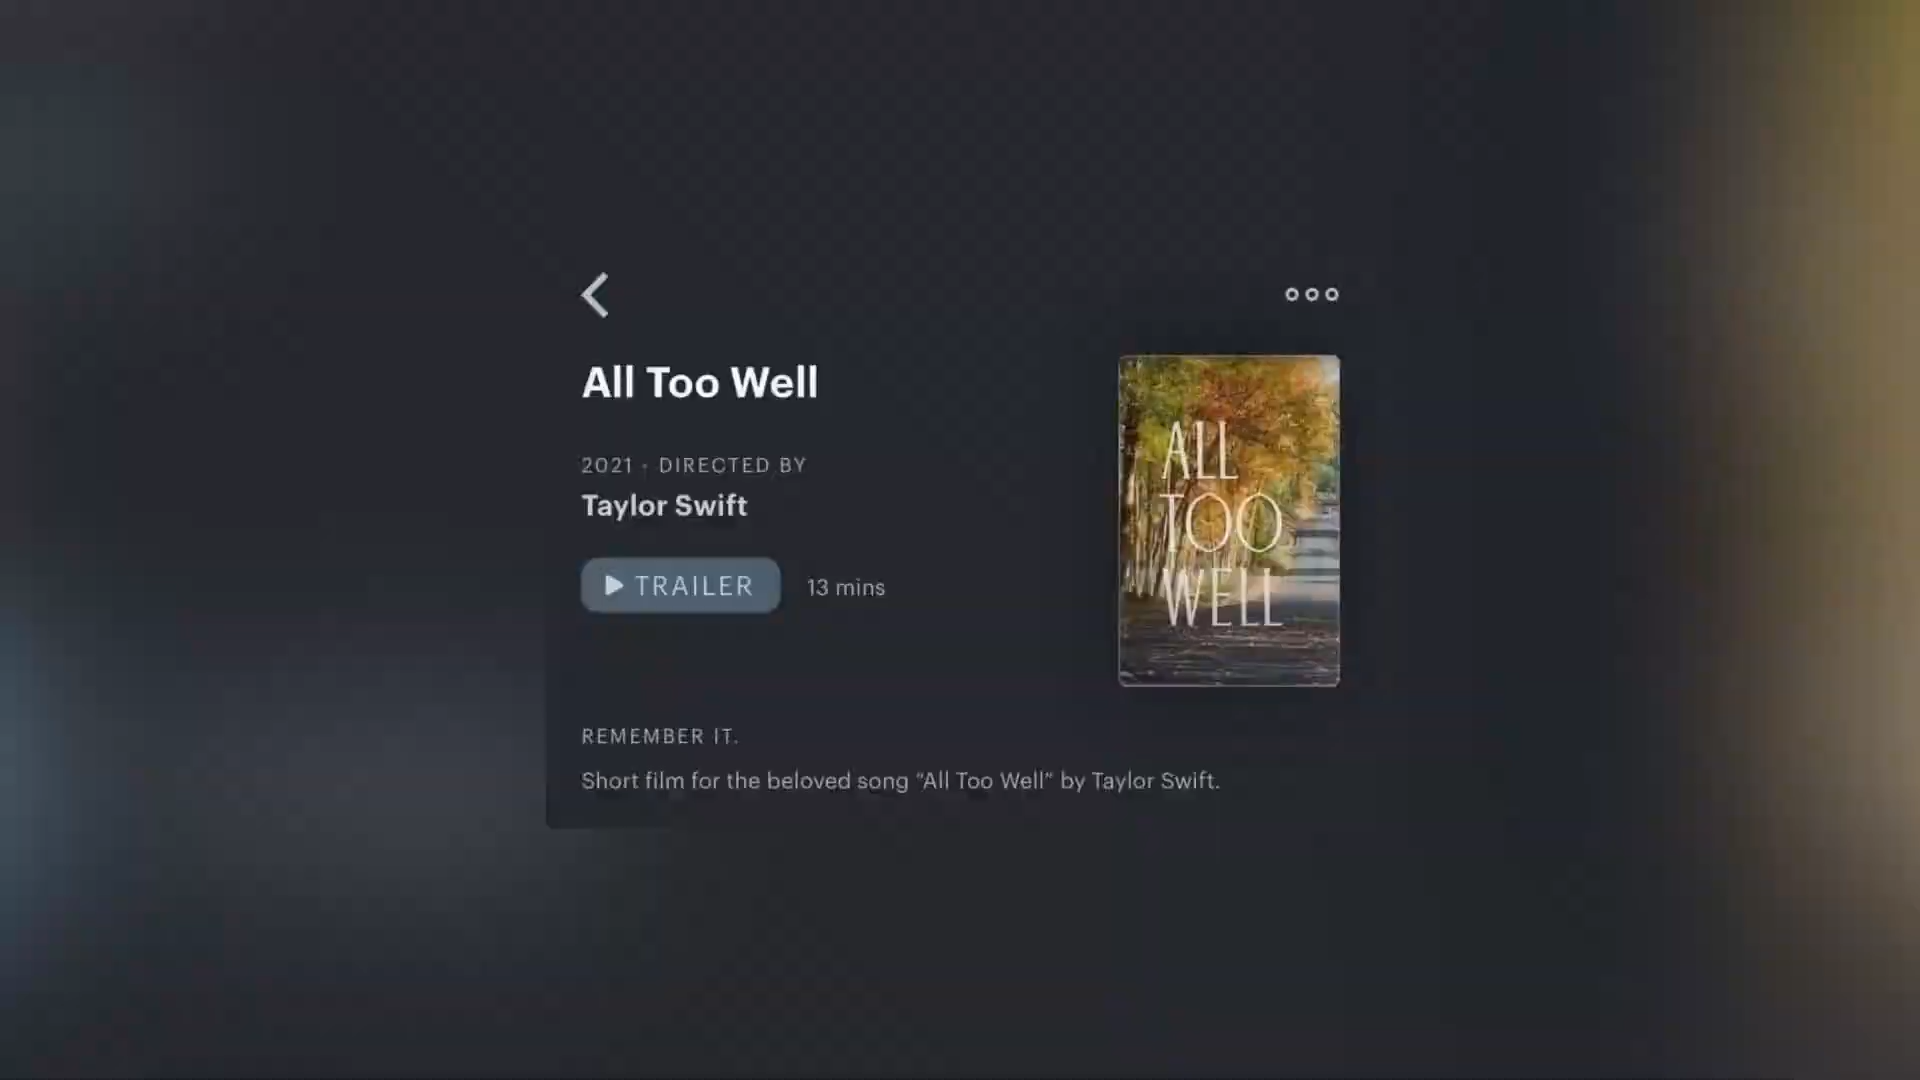 All Too Well
2021 · DIRECTED BY
Taylor Swift
TRAILER
13 mins
ALL
TOO
WELL
REMEMBER IT.
Short film for the beloved song “All Too Well” by Taylor Swift.